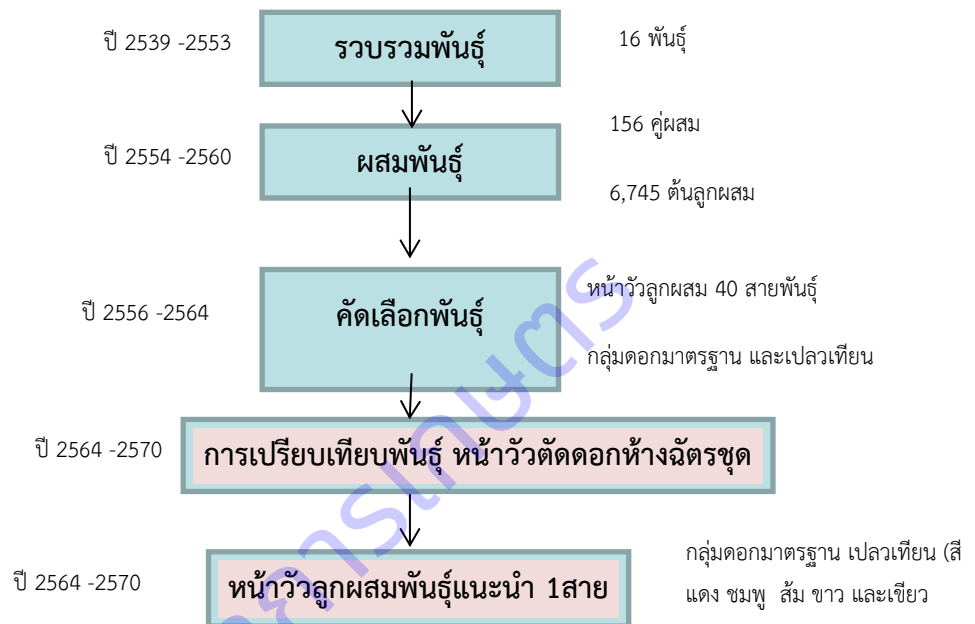 ปี 2539 -2553
รวบรวมพันธุ์
16 พันธุ์
156 คู่ผสม
ปี 2554 -2560
ผสมพันธุ์
6,745 ต้นลูกผสม
หน้าวัวลูกผสม 40 สายพันธุ์
ปี 2556 -2564
คัดเลือกพันธุ์
กลุ่มดอกมาตรฐาน และเปลวเทียน
ปี 2564 -2570
การเปรียบเทียบพันธุ์ หน้าวัวตัดดอกห้างฉัตรชุด
ปี 2564 -2570
หน้าวัวลูกผสมพันธุ์แนะนำ 1สาย
กลุ่มดอกมาตรฐาน เปลวเทียน (สี
แดง ชมพู ส้ม ขาว และเขียว